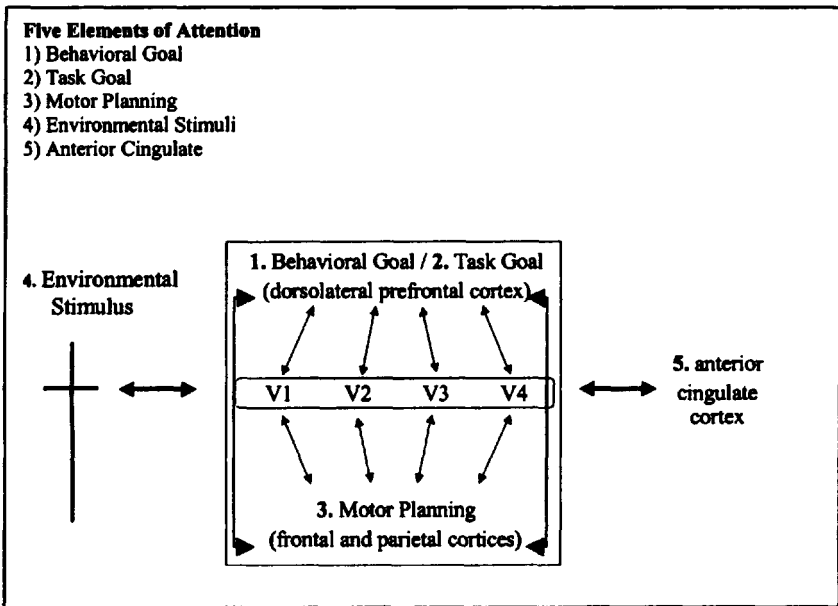 Five Elements of Attention
1) Behavioral Goal
2) Task Goal
3) Motor Planning
4) Environmental Stimuli
5) Anterior Cingulate
1. Behavioral Goal / 2. Task Goal
(dorsolateral prefrontal cortex)
4. Environmental
Stimulus
V1 V2 V3 V4
5. anterior
cingulate
cortex
3. Motor Planning
(frontal and parietal cortices)